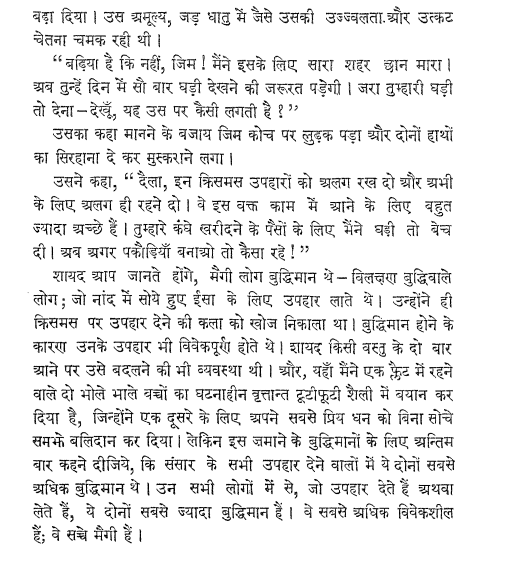 बढ़ा दिया। उस अमूल्य, जड़ धातु में जैसे उसकी उज्ज्वलता और उत्कट
चेतना चमक रही थी।
“बढ़िया है कि नहीं, जिम! मैंने इसके लिए सारा शहर छान मारा।
अब तुन्हें दिन में सौ बार घड़ी देखने की जरूरत पड़ेगी। जरा तुम्हारी घड़ी
तो देना – देखूँ, यह उस पर कैसी लगती है!”
उसका कहा मानने के बजाय जिम कोच पर लुढ़क पड़ा और दोनों हाथों
का सिरहाना दे कर मुस्कराने लगा।
उसने कहा, “डैला, इन क्रिसमस उपहारों को अलग रख दो और अभी
के लिए अलग ही रहने दो। वे इस वक्त काम में आने के लिए बहुत
ज्यादा अच्छे हैं। तुम्हारे कंघे खरीदने के पैसों के लिए मैंने घड़ी तो बेच
दी। अब अगर पकौड़ियाँ बनाओ तो कैसा रहे!”
शायद आप जानते होंगे, मैगी लोग बुद्धिमान थे – विलक्षण बुद्धिवाले
लोग; जो नांद में सोये हुए ईसा के लिए उपहार लाते थे। उन्होंने ही
क्रिसमस पर उपहार देने की कला को खोज निकाला था। बुद्धिमान होने के
कारण उनके उपहार भी विवेकपूर्ण होते थे। शायद किसी वस्तु के दो बार
आने पर उसे बदलने की भी व्यवस्था थी। और, यहाँ मैंने एक फ़्लैट में रहने
वाले दो भोले भाले बच्चों का घटनाहीन वृत्तान्त टूटीफूटी शैली में बयान कर
दिया है, जिन्होंने एक दूसरे के लिए अपने सबसे प्रिय धन को बिना सोचे
समझे बलिदान कर दिया। लेकिन इस जमाने के बुद्धिमानों के लिए अन्तिम
बार कहने दीजिये, कि संसार के सभी उपहार देने वालों में ये दोनों सबसे
अधिक बुद्धिमान थे। उन सभी लोगों में से, जो उपहार देते हैं अथवा
लेते हैं, ये दोनों सबसे ज्यादा बुद्धिमान हैं। वे सबसे अधिक विवेकशील
हैं; वे सच्चे मैगी हैं।